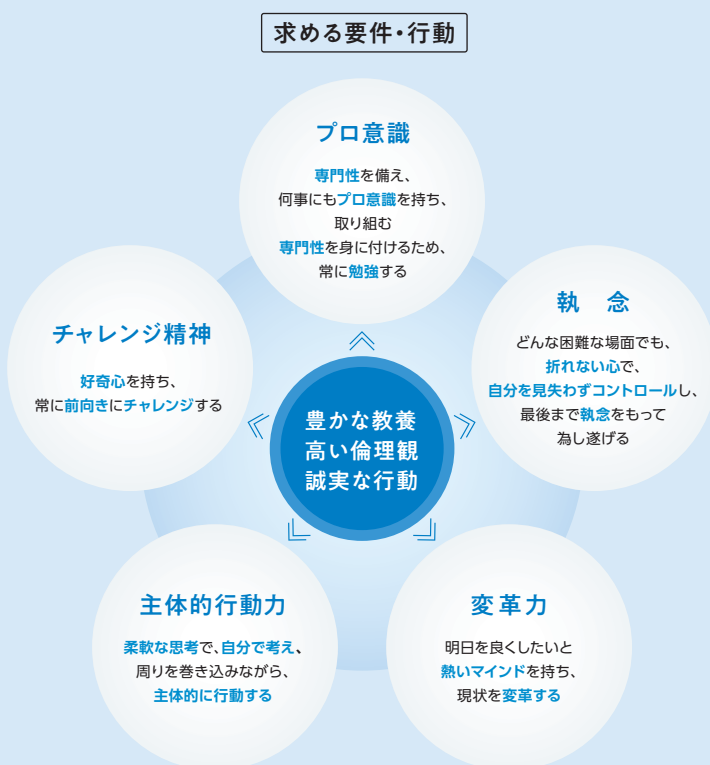 求める要件・行動
プロ意識
専門性を備え、
何事にもプロ意識を持ち、
取り組む
専門性を身に付けるため、
常に勉強する
チャレンジ精神
好奇心を持ち、
常に前向きにチャレンジする
執　念
どんな困難な場面でも、
折れない心で、
自分を見失わずコントロールし、
最後まで執念をもって
為し遂げる
豊かな教養
高い倫理観
誠実な行動
主体的行動力
柔軟な思考で、自分で考え、
周りを巻き込みながら、
主体的に行動する
変革力
明日を良くしたいと
熱いマインドを持ち、
現状を変革する